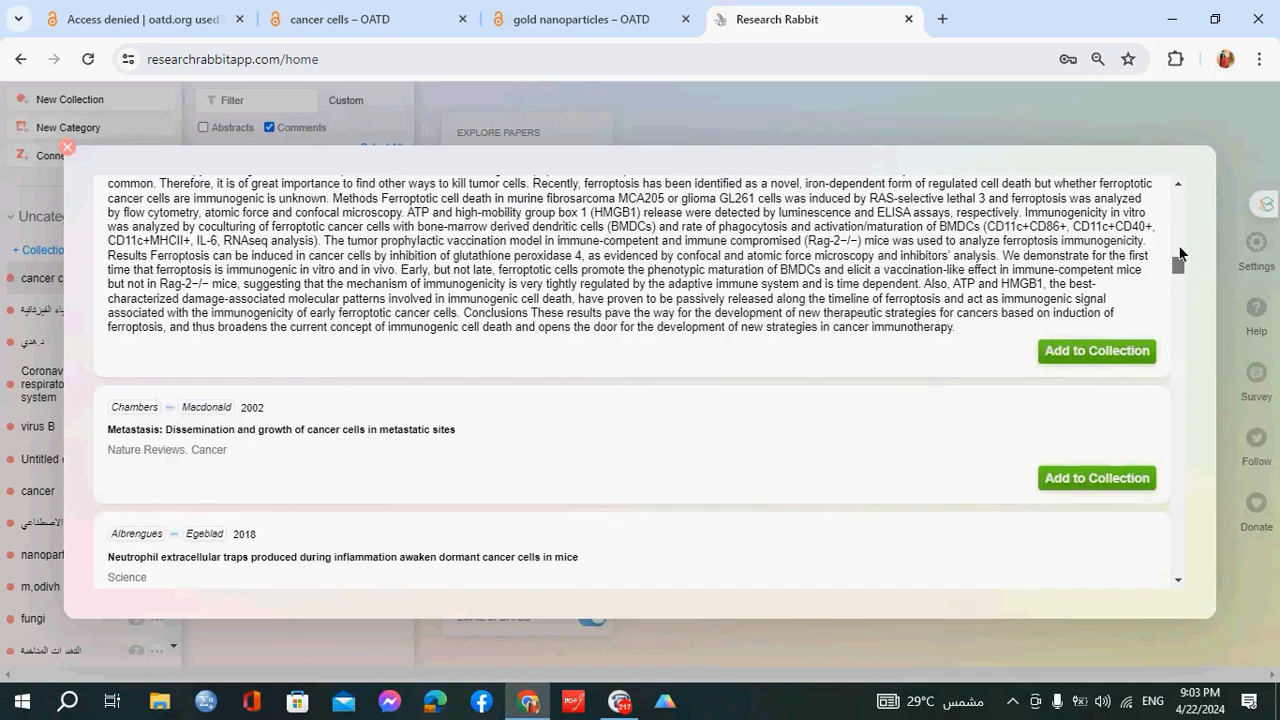 Access denied | oatd.org used
cancer cells – OATD
gold nanoparticles – OATD
Research Rabbit
researchrabbitapp.com/home
New Collection
Filter
Custom
EXPLORE PAPERS
New Category
Abstracts
Comments
Conne
common. Therefore, it is of great importance to find other ways to kill tumor cells. Recently, ferroptosis has been identified as a novel, iron-dependent form of regulated cell death but whether ferroptotic
cancer cells are immunogenic is unknown. Methods Ferroptotic cell death in murine fibrosarcoma MCA205 or glioma GL261 cells was induced by RAS-selective lethal 3 and ferroptosis was analyzed
by flow cytometry, atomic force and confocal microscopy. ATP and high-mobility group box 1 (HMGB1) release were detected by luminescence and ELISA assays, respectively. Immunogenicity in vitro
was analyzed by coculturing of ferroptotic cancer cells with bone-marrow derived dendritic cells (BMDCs) and rate of phagocytosis and activation/maturation of BMDCs (CD11c+CD86+, CD11c+CD40+,
CD11c+MHCII+, IL-6, RNAseq analysis). The tumor prophylactic vaccination model in immune-competent and immune compromised (Rag-2−/−) mice was used to analyze ferroptosis immunogenicity.
Results Ferroptosis can be induced in cancer cells by inhibition of glutathione peroxidase 4, as evidenced by confocal and atomic force microscopy and inhibitors' analysis. We demonstrate for the first
time that ferroptosis is immunogenic in vitro and in vivo. Early, but not late, ferroptotic cells promote the phenotypic maturation of BMDCs and elicit a vaccination-like effect in immune-competent mice
but not in Rag-2−/− mice, suggesting that the mechanism of immunogenicity is very tightly regulated by the adaptive immune system and is time dependent. Also, ATP and HMGB1, the best-
characterized damage-associated molecular patterns involved in immunogenic cell death, have proven to be passively released along the timeline of ferroptosis and act as immunogenic signal
associated with the immunogenicity of early ferroptotic cancer cells. Conclusions These results pave the way for the development of new therapeutic strategies for cancers based on induction of
ferroptosis, and thus broadens the current concept of immunogenic cell death and opens the door for the development of new strategies in cancer immunotherapy.
Add to Collection
Chambers ••• Macdonald 2002
Metastasis: Dissemination and growth of cancer cells in metastatic sites
Nature Reviews. Cancer
Add to Collection
Albrengues ••• Egeblad 2018
Neutrophil extracellular traps produced during inflammation awaken dormant cancer cells in mice
Science
Uncateg
+ Collectio
cancer c
د.هدي
Coronav
respirato
system
virus B
Untitled
cancer
الاصطناعي
nanopart
m,odivh
fungi
التغيرات المناخية
Settings
Help
Survey
Follow
Donate
217
29°C مشمس
ENG
9:03 PM
4/22/2024